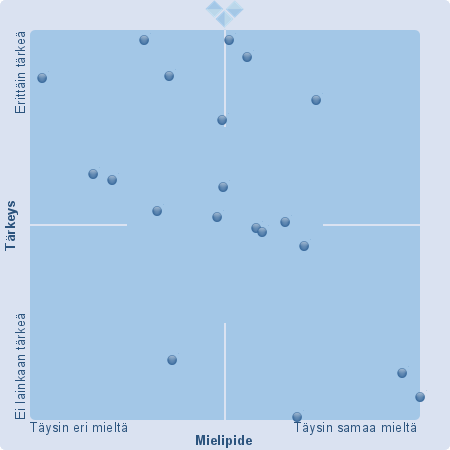 Erittäin tärkeä
Tärkeys
Ei lainkaan tärkeä
Täysin eri mieltä
Täysin samaa mieltä
Mielipide